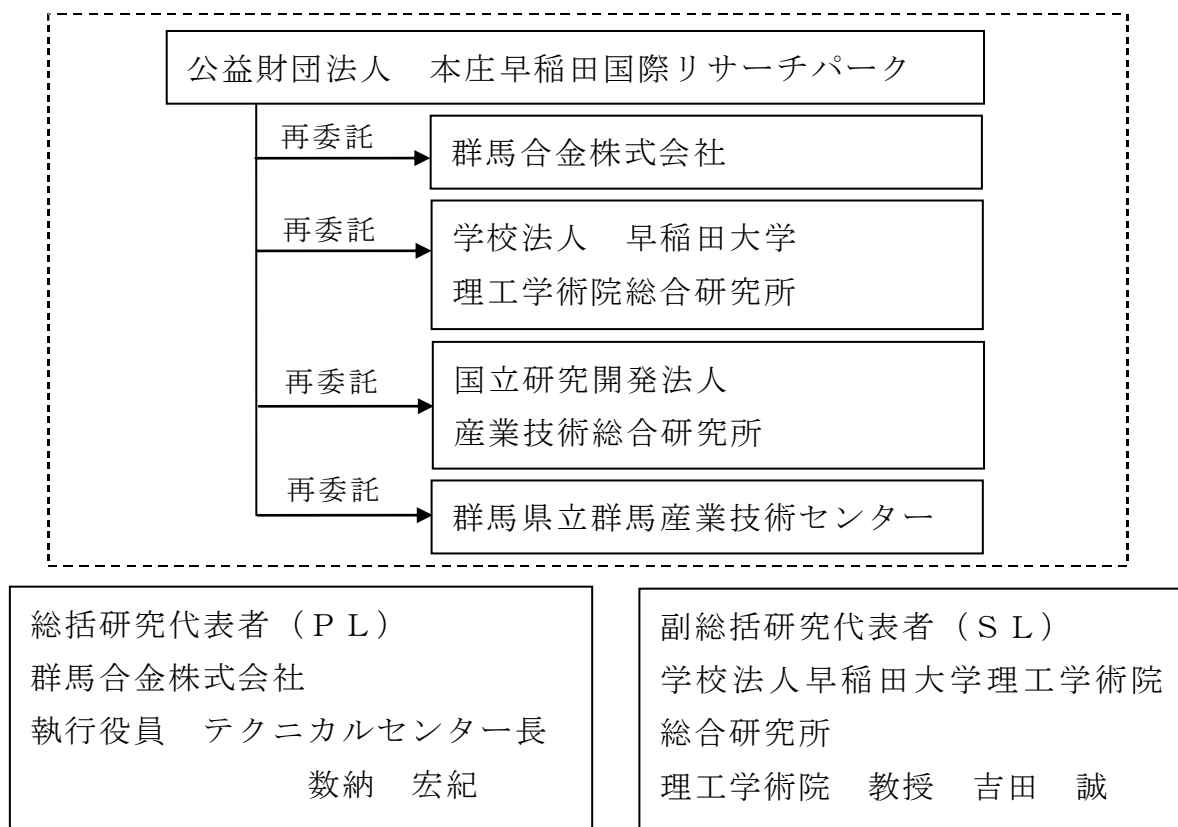 公益財団法人　本庄早稲田国際リサーチパーク
再委託
群馬合金株式会社
再委託
学校法人　早稲田大学
理工学術院総合研究所
再委託
国立研究開発法人
産業技術総合研究所
再委託
群馬県立群馬産業技術センター
総括研究代表者（ＰＬ）
群馬合金株式会社
執行役員　テクニカルセンター長
数納　宏紀
副総括研究代表者（ＳＬ）
学校法人早稲田大学理工学術院
総合研究所
理工学術院　教授　吉田　誠